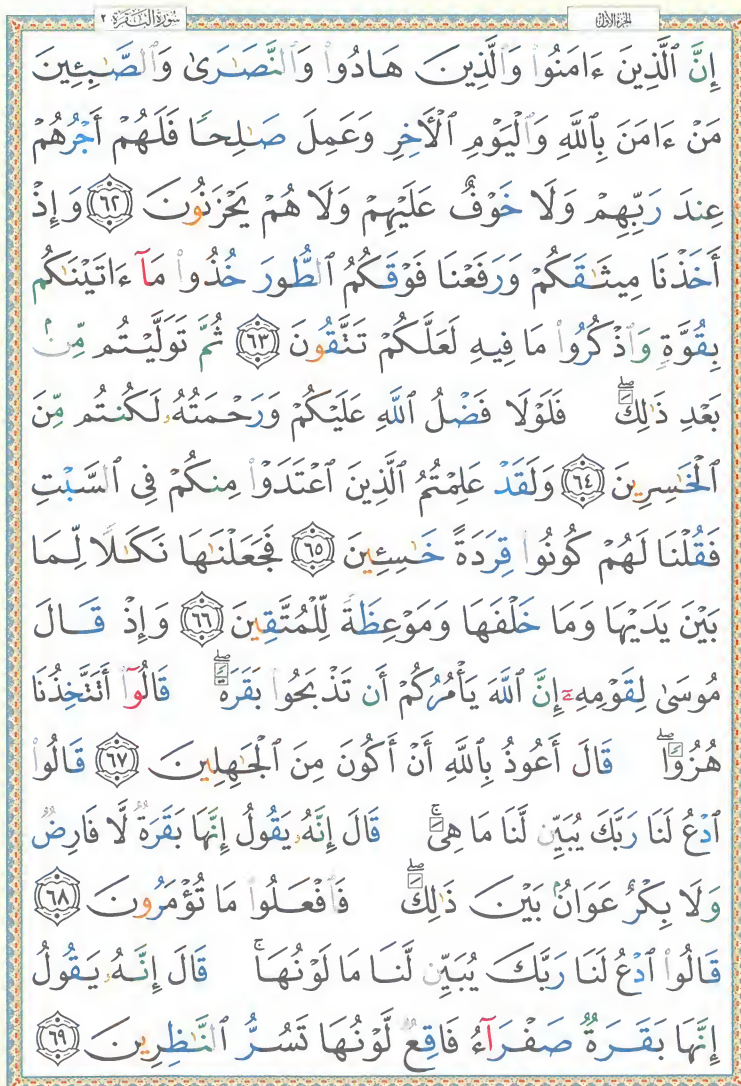 سُورَةُ البَقَرَةِ ٢
الجُزْءُ الأَوَّلُ
إِنَّ ٱلَّذِينَ ءَامَنُوا۟ وَٱلَّذِينَ هَادُوا۟ وَٱلنَّصَـٰرَىٰ وَٱلصَّـٰبِـِٔينَ
مَنْ ءَامَنَ بِٱللَّهِ وَٱلْيَوْمِ ٱلْـَٔاخِرِ وَعَمِلَ صَـٰلِحًا فَلَهُمْ أَجْرُهُمْ
عِندَ رَبِّهِمْ وَلَا خَوْفٌ عَلَيْهِمْ وَلَا هُمْ يَحْزَنُونَ ٦٢ وَإِذْ
أَخَذْنَا مِيثَـٰقَكُمْ وَرَفَعْنَا فَوْقَكُمُ ٱلطُّورَ خُذُوا۟ مَآ ءَاتَيْنَـٰكُم
بِقُوَّةٍ وَٱذْكُرُوا۟ مَا فِيهِ لَعَلَّكُمْ تَتَّقُونَ ٦٣ ثُمَّ تَوَلَّيْتُم مِّنۢ
بَعْدِ ذَٰلِكَ ۖ فَلَوْلَا فَضْلُ ٱللَّهِ عَلَيْكُمْ وَرَحْمَتُهُۥ لَكُنتُم مِّنَ
ٱلْخَـٰسِرِينَ ٦٤ وَلَقَدْ عَلِمْتُمُ ٱلَّذِينَ ٱعْتَدَوْا۟ مِنكُمْ فِى ٱلسَّبْتِ
فَقُلْنَا لَهُمْ كُونُوا۟ قِرَدَةً خَـٰسِـِٔينَ ٦٥ فَجَعَلْنَـٰهَا نَكَـٰلًا لِّمَا
بَيْنَ يَدَيْهَا وَمَا خَلْفَهَا وَمَوْعِظَةً لِّلْمُتَّقِينَ ٦٦ وَإِذْ قَالَ
مُوسَىٰ لِقَوْمِهِۦٓ إِنَّ ٱللَّهَ يَأْمُرُكُمْ أَن تَذْبَحُوا۟ بَقَرَةً ۖ قَالُوٓا۟ أَتَتَّخِذُنَا
هُزُوًا ۖ قَالَ أَعُوذُ بِٱللَّهِ أَنْ أَكُونَ مِنَ ٱلْجَـٰهِلِينَ ٦٧ قَالُوا۟
ٱدْعُ لَنَا رَبَّكَ يُبَيِّن لَّنَا مَا هِىَ ۚ قَالَ إِنَّهُۥ يَقُولُ إِنَّهَا بَقَرَةٌ لَّا فَارِضٌ
وَلَا بِكْرٌ عَوَانٌۢ بَيْنَ ذَٰلِكَ ۖ فَٱفْعَلُوا۟ مَا تُؤْمَرُونَ ٦٨
قَالُوا۟ ٱدْعُ لَنَا رَبَّكَ يُبَيِّن لَّنَا مَا لَوْنُهَا ۚ قَالَ إِنَّهُۥ يَقُولُ
إِنَّهَا بَقَرَةٌ صَفْرَآءُ فَاقِعٌ لَّوْنُهَا تَسُرُّ ٱلنَّـٰظِرِينَ ٦٩